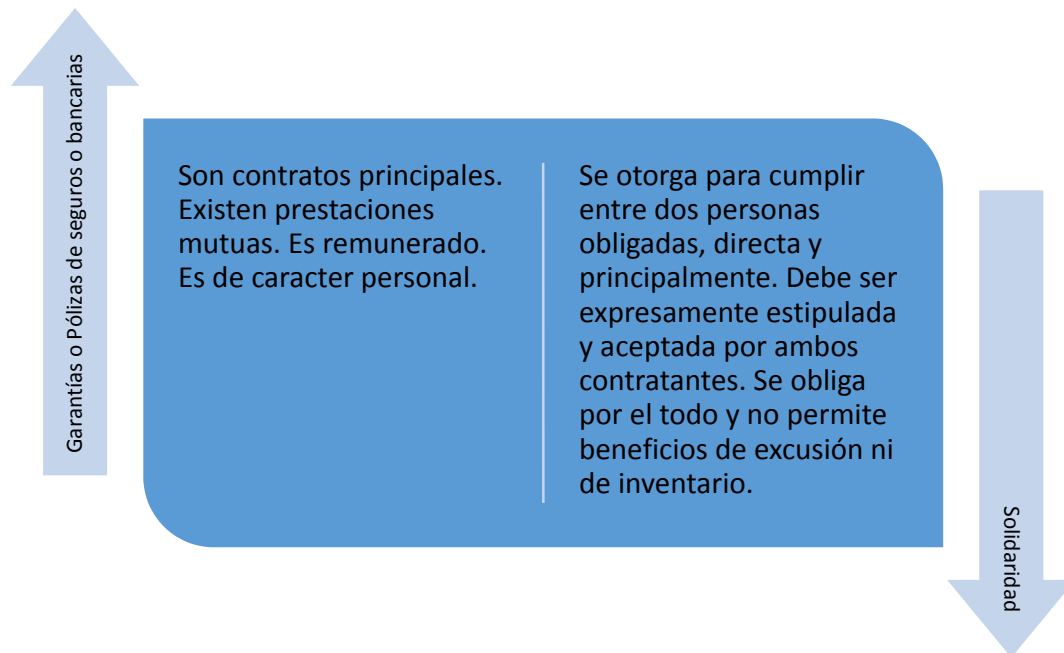 Garantías o Pólizas de seguros o bancarias
Son contratos principales.
Existen prestaciones
mutuas. Es remunerado.
Es de caracter personal.
Se otorga para cumplir
entre dos personas
obligadas, directa y
principalmente. Debe ser
expresamente estipulada
y aceptada por ambos
contratantes. Se obliga
por el todo y no permite
beneficios de excusión ni
de inventario.
Solidaridad